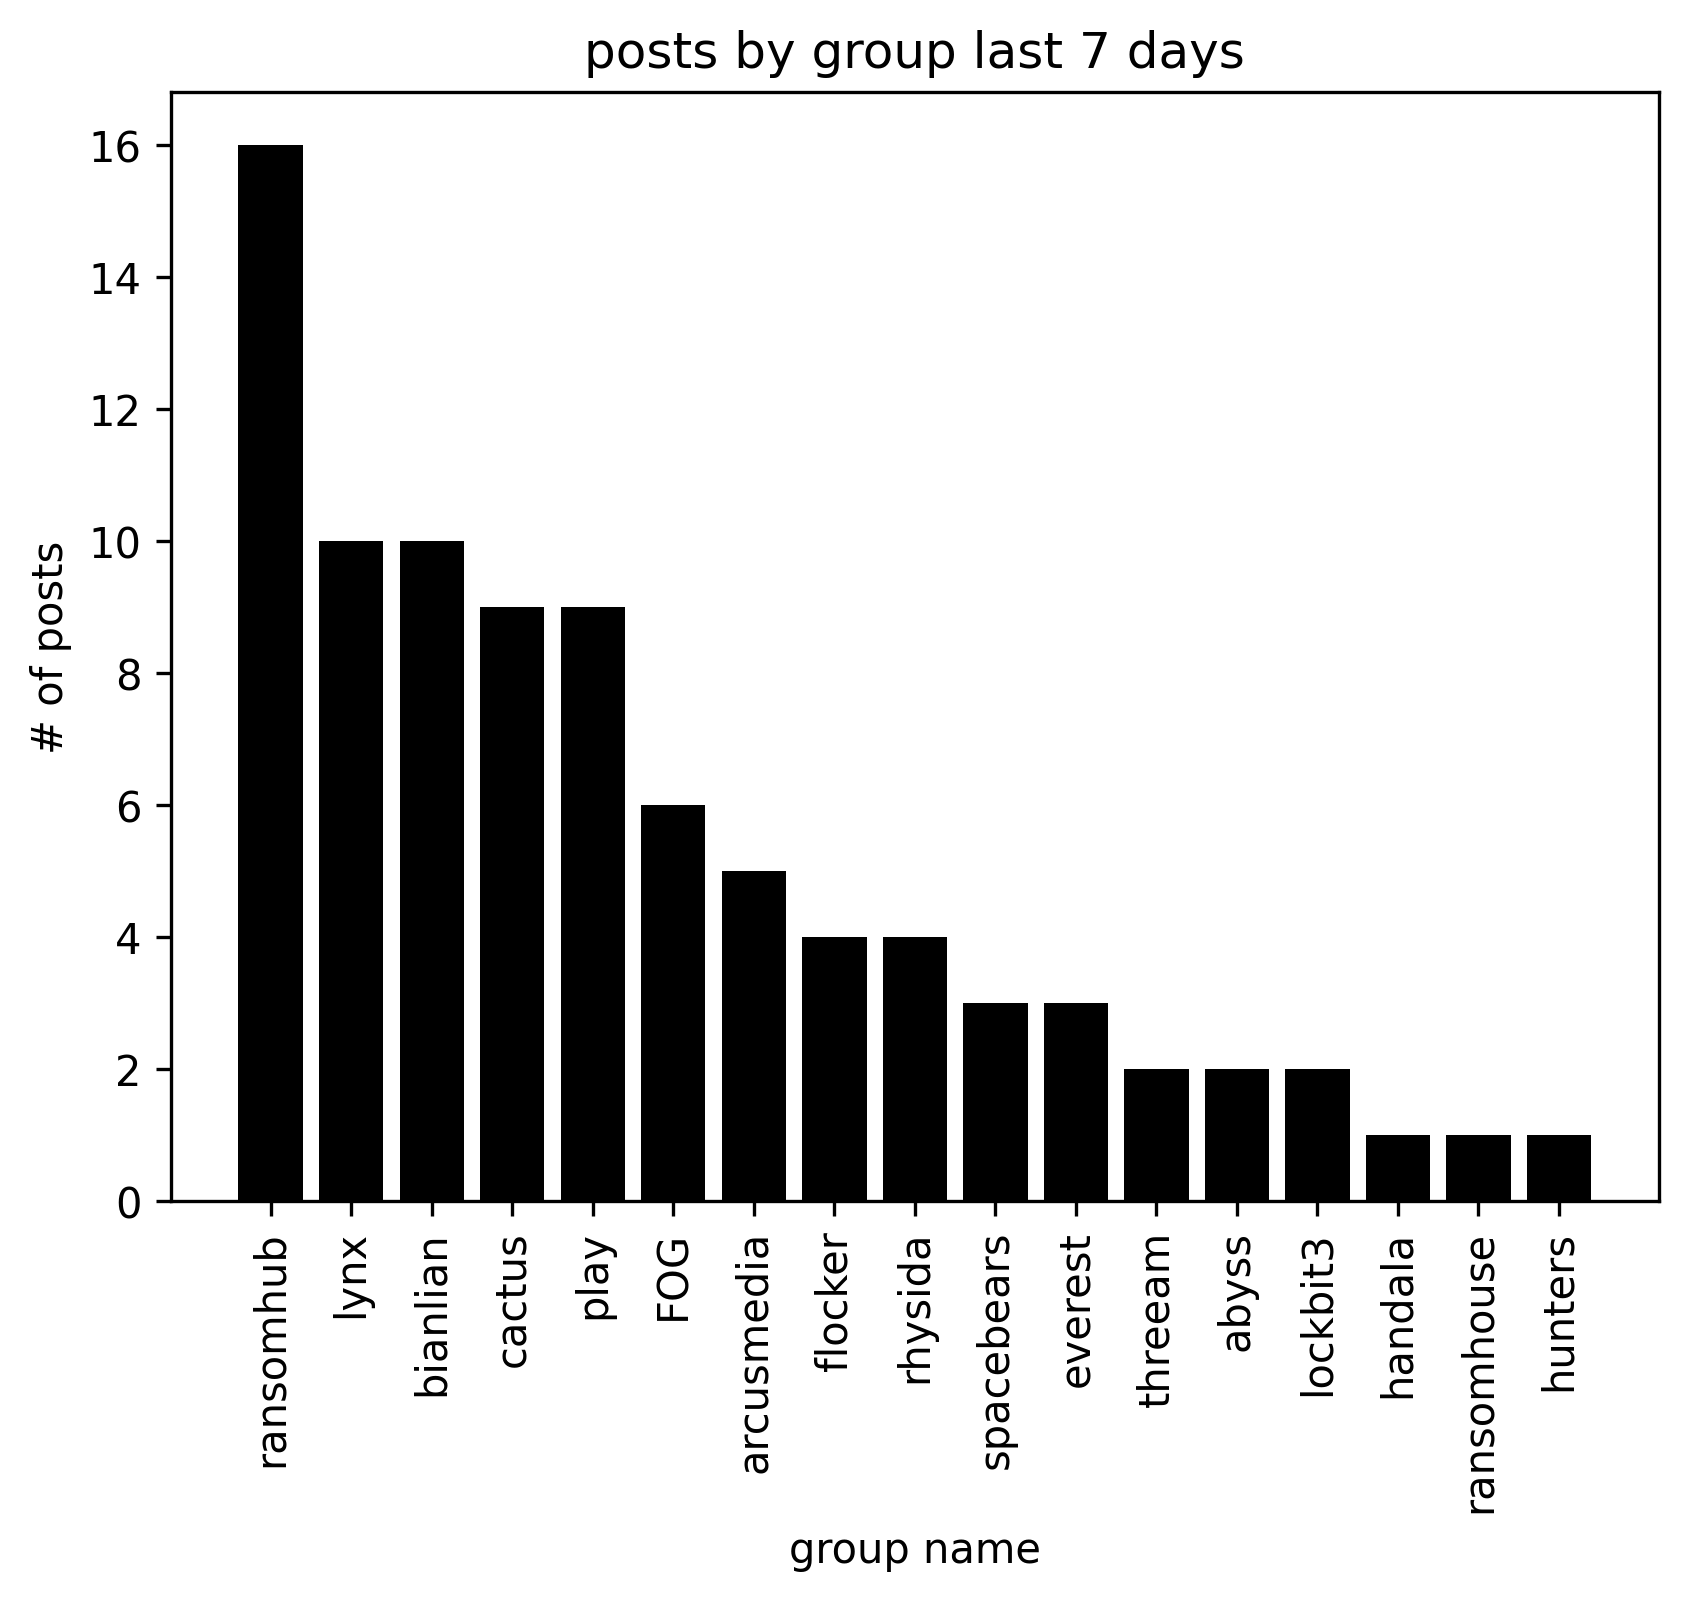 posts by group last 7 days
# of posts
16
14
12
10
8
6
4
2
0
ransomhub
lynx
bianlian
cactus
play
FOG
arcusmedia
flocker
rhysida
spacebears
everest
threeam
abyss
lockbit3
handala
ransomhouse
hunters
group name